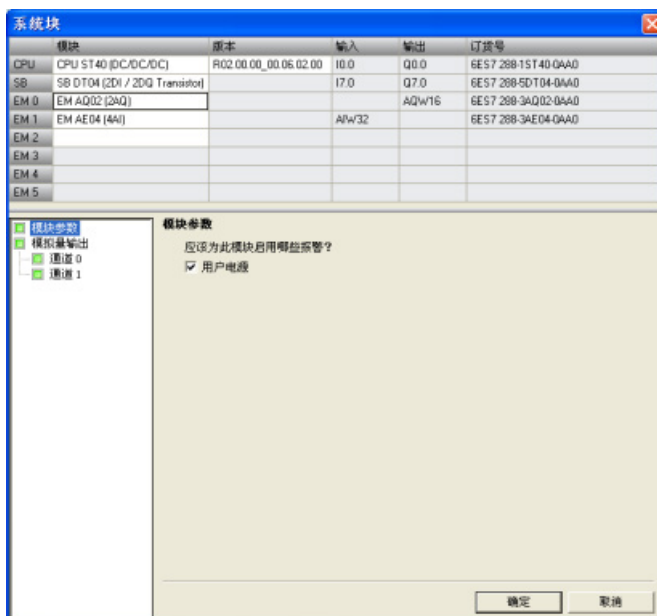 系统块
模块 版本 输入 输出 订货号
CPU CPU ST40 (DC/DC/DC) R02.00.00_00.06.02.00 I0.0 Q0.0 6ES7 288-1ST40-0AA0
SB SB DT04 (2DI / 2DQ Transistor) I7.0 Q7.0 6ES7 288-5DT04-0AA0
EM 0 EM AQ02 (2AQ) AQW16 6ES7 288-3AQ02-0AA0
EM 1 EM AE04 (4AI) AIW32 6ES7 288-3AE04-0AA0
EM 2
EM 3
EM 4
EM 5
模块参数
模拟量输出
通道 0
通道 1
模块参数
应该为此模块启用哪些报警?
用户电源
确定 取消